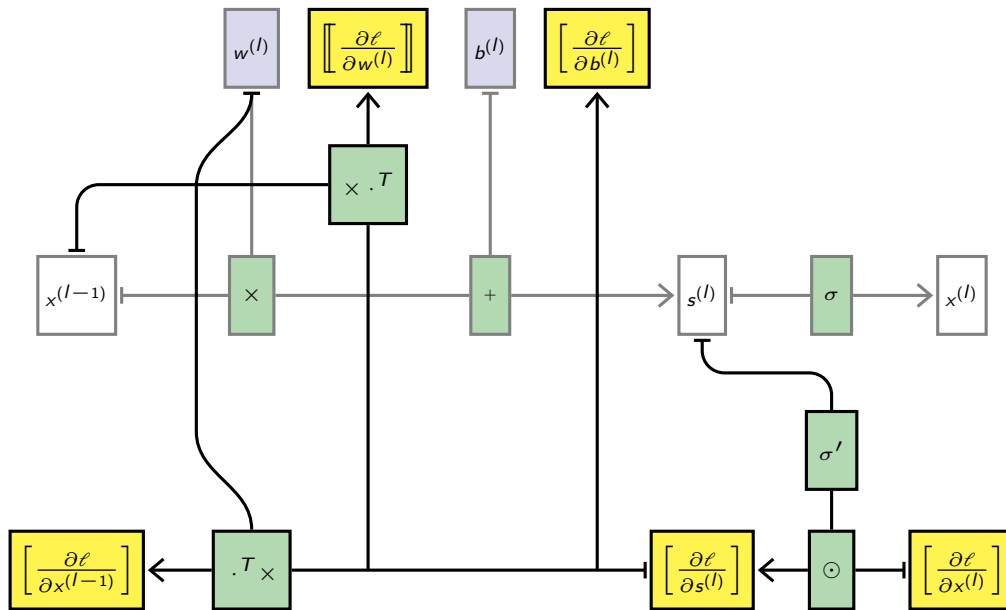 w^(l) [[ ∂ℓ/∂w^(l) ]] b^(l) [ ∂ℓ/∂b^(l) ]
× ·^T
x^(l−1) × + s^(l) σ x^(l)
σ′
[ ∂ℓ/∂x^(l−1) ] ·^T × [ ∂ℓ/∂s^(l) ] ⊙ [ ∂ℓ/∂x^(l) ]